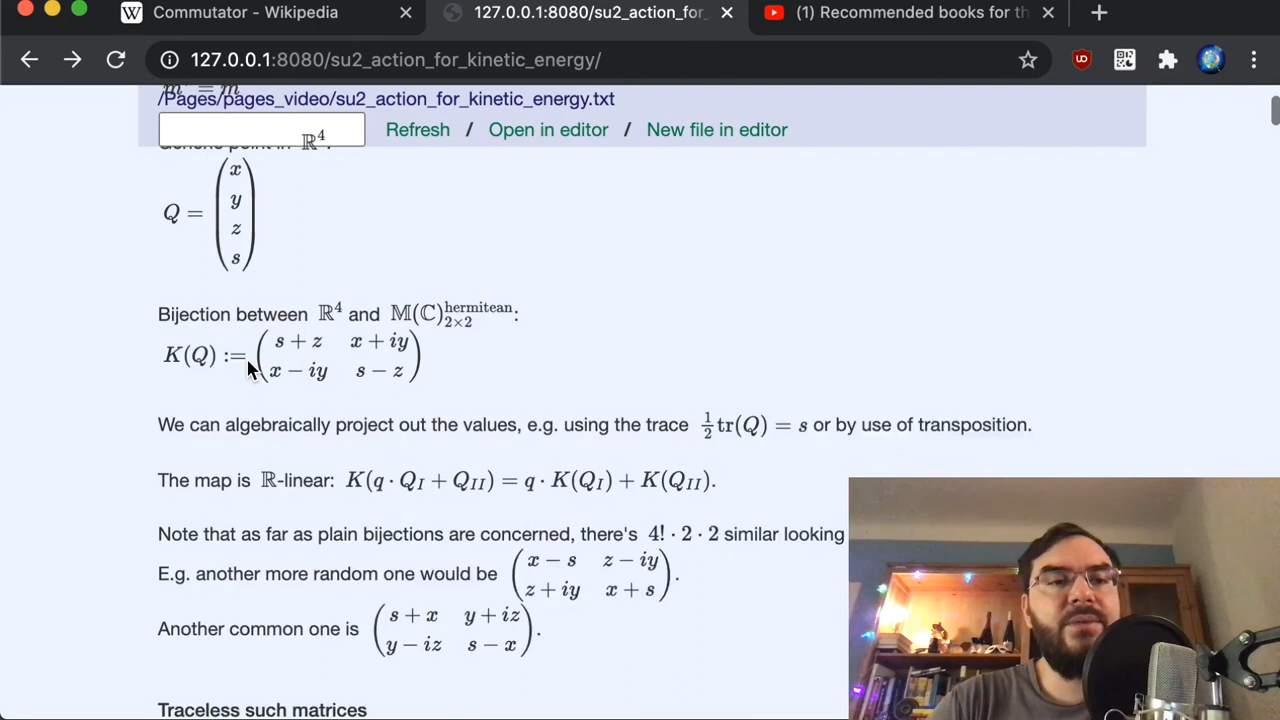 Commutator - Wikipedia
127.0.0.1:8080/su2_action_for_
(1) Recommended books for th
127.0.0.1:8080/su2_action_for_kinetic_energy/
/Pages/pages_video/su2_action_for_kinetic_energy.txt
Refresh / Open in editor / New file in editor
Generic point in ℝ⁴:
Q = (x y z s)
Bijection between ℝ⁴ and 𝕄(ℂ)^hermitean_2×2:
K(Q) := (s + z x + iy
x − iy s − z)
We can algebraically project out the values, e.g. using the trace ½tr(Q) = s or by use of transposition.
The map is ℝ-linear: K(q · Q_I + Q_II) = q · K(Q_I) + K(Q_II).
Note that as far as plain bijections are concerned, there's 4! · 2 · 2 similar looking
E.g. another more random one would be (x − s z − iy
z + iy x + s).
Another common one is (s + x y + iz
y − iz s − x).
Traceless such matrices